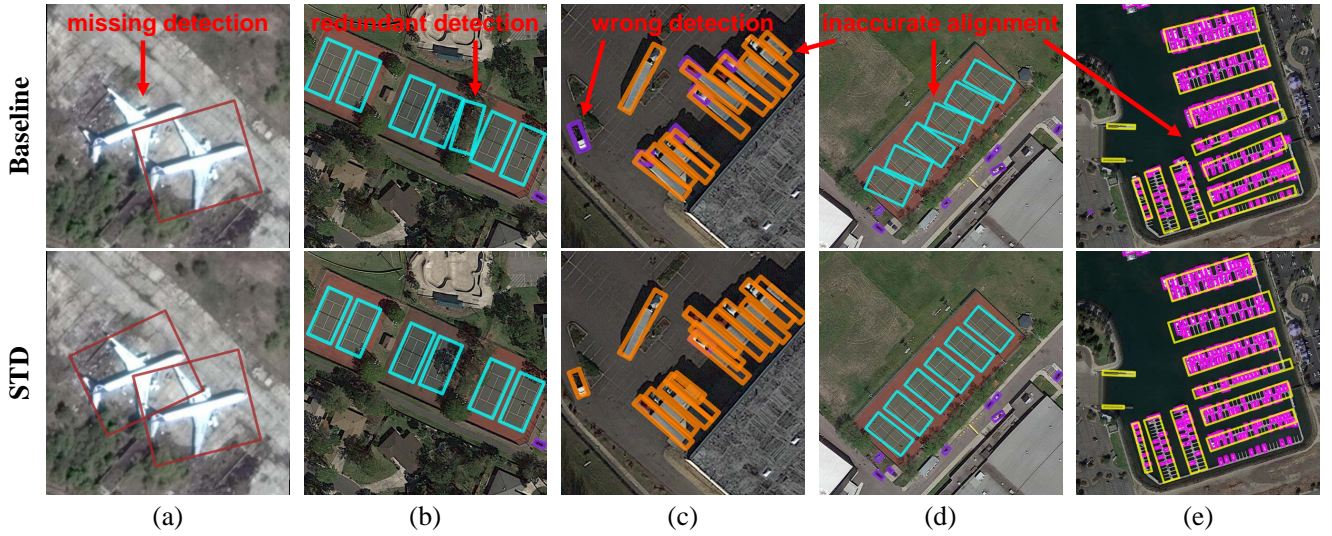 missing detection
redundant detection
wrong detection
inaccurate alignment
Baseline
STD
(a)
(b)
(c)
(d)
(e)